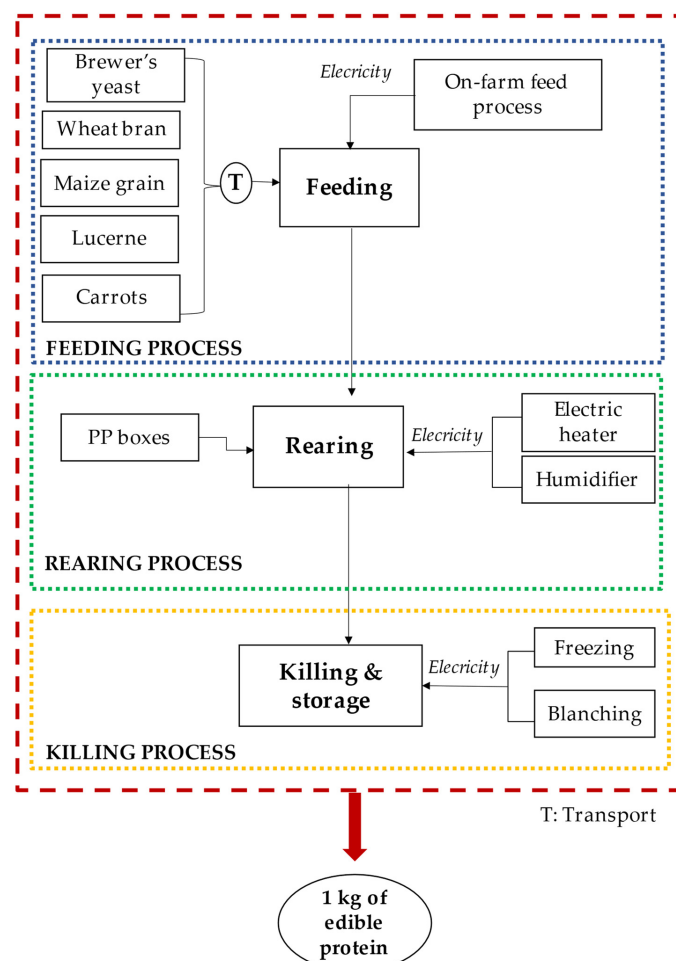 Brewer's
yeast
Wheat bran
Maize grain
Lucerne
Carrots
T
Elecricity
On-farm feed
process
Feeding
FEEDING PROCESS
PP boxes
Rearing
Elecricity
Electric
heater
Humidifier
REARING PROCESS
Killing &
storage
Elecricity
Freezing
Blanching
KILLING PROCESS
T: Transport
1 kg of
edible
protein